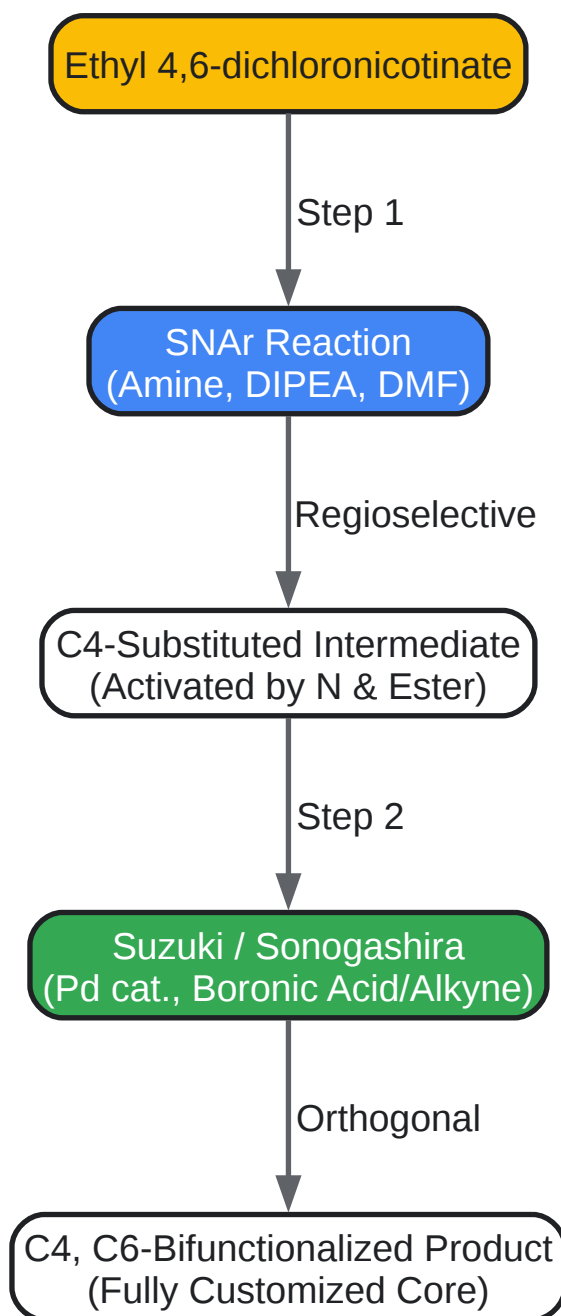 Ethyl 4,6-dichloronicotinate
Step 1
SNAr Reaction
(Amine, DIPEA, DMF)
Regioselective
C4-Substituted Intermediate
(Activated by N & Ester)
Step 2
Suzuki / Sonogashira
(Pd cat., Boronic Acid/Alkyne)
Orthogonal
C4, C6-Bifunctionalized Product
(Fully Customized Core)